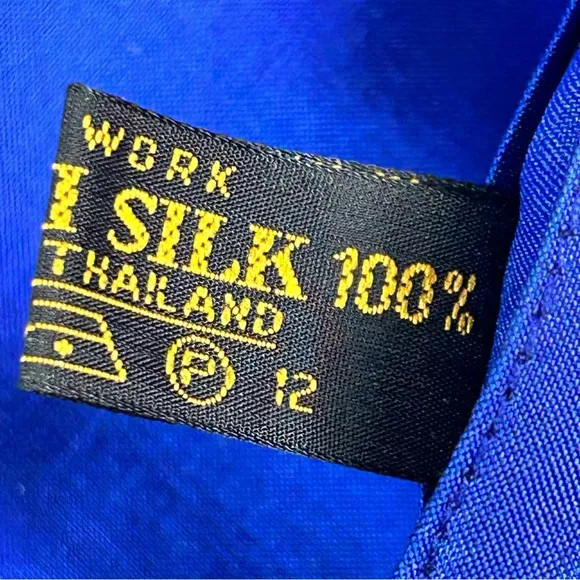 WORK
I SILK 100%
THAILAND
P 12